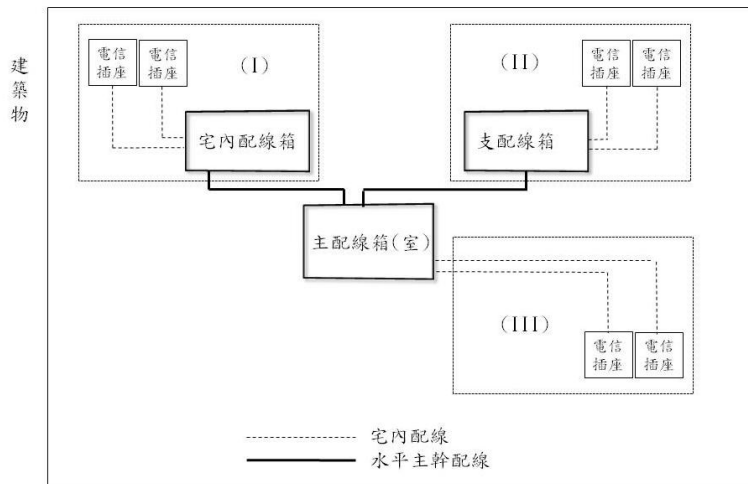 建築物
電信
插座
電信
插座
(I)
宅內配線箱
(II)
電信
插座
電信
插座
支配線箱
主配線箱(室)
(III)
電信
插座
電信
插座
宅內配線
水平主幹配線